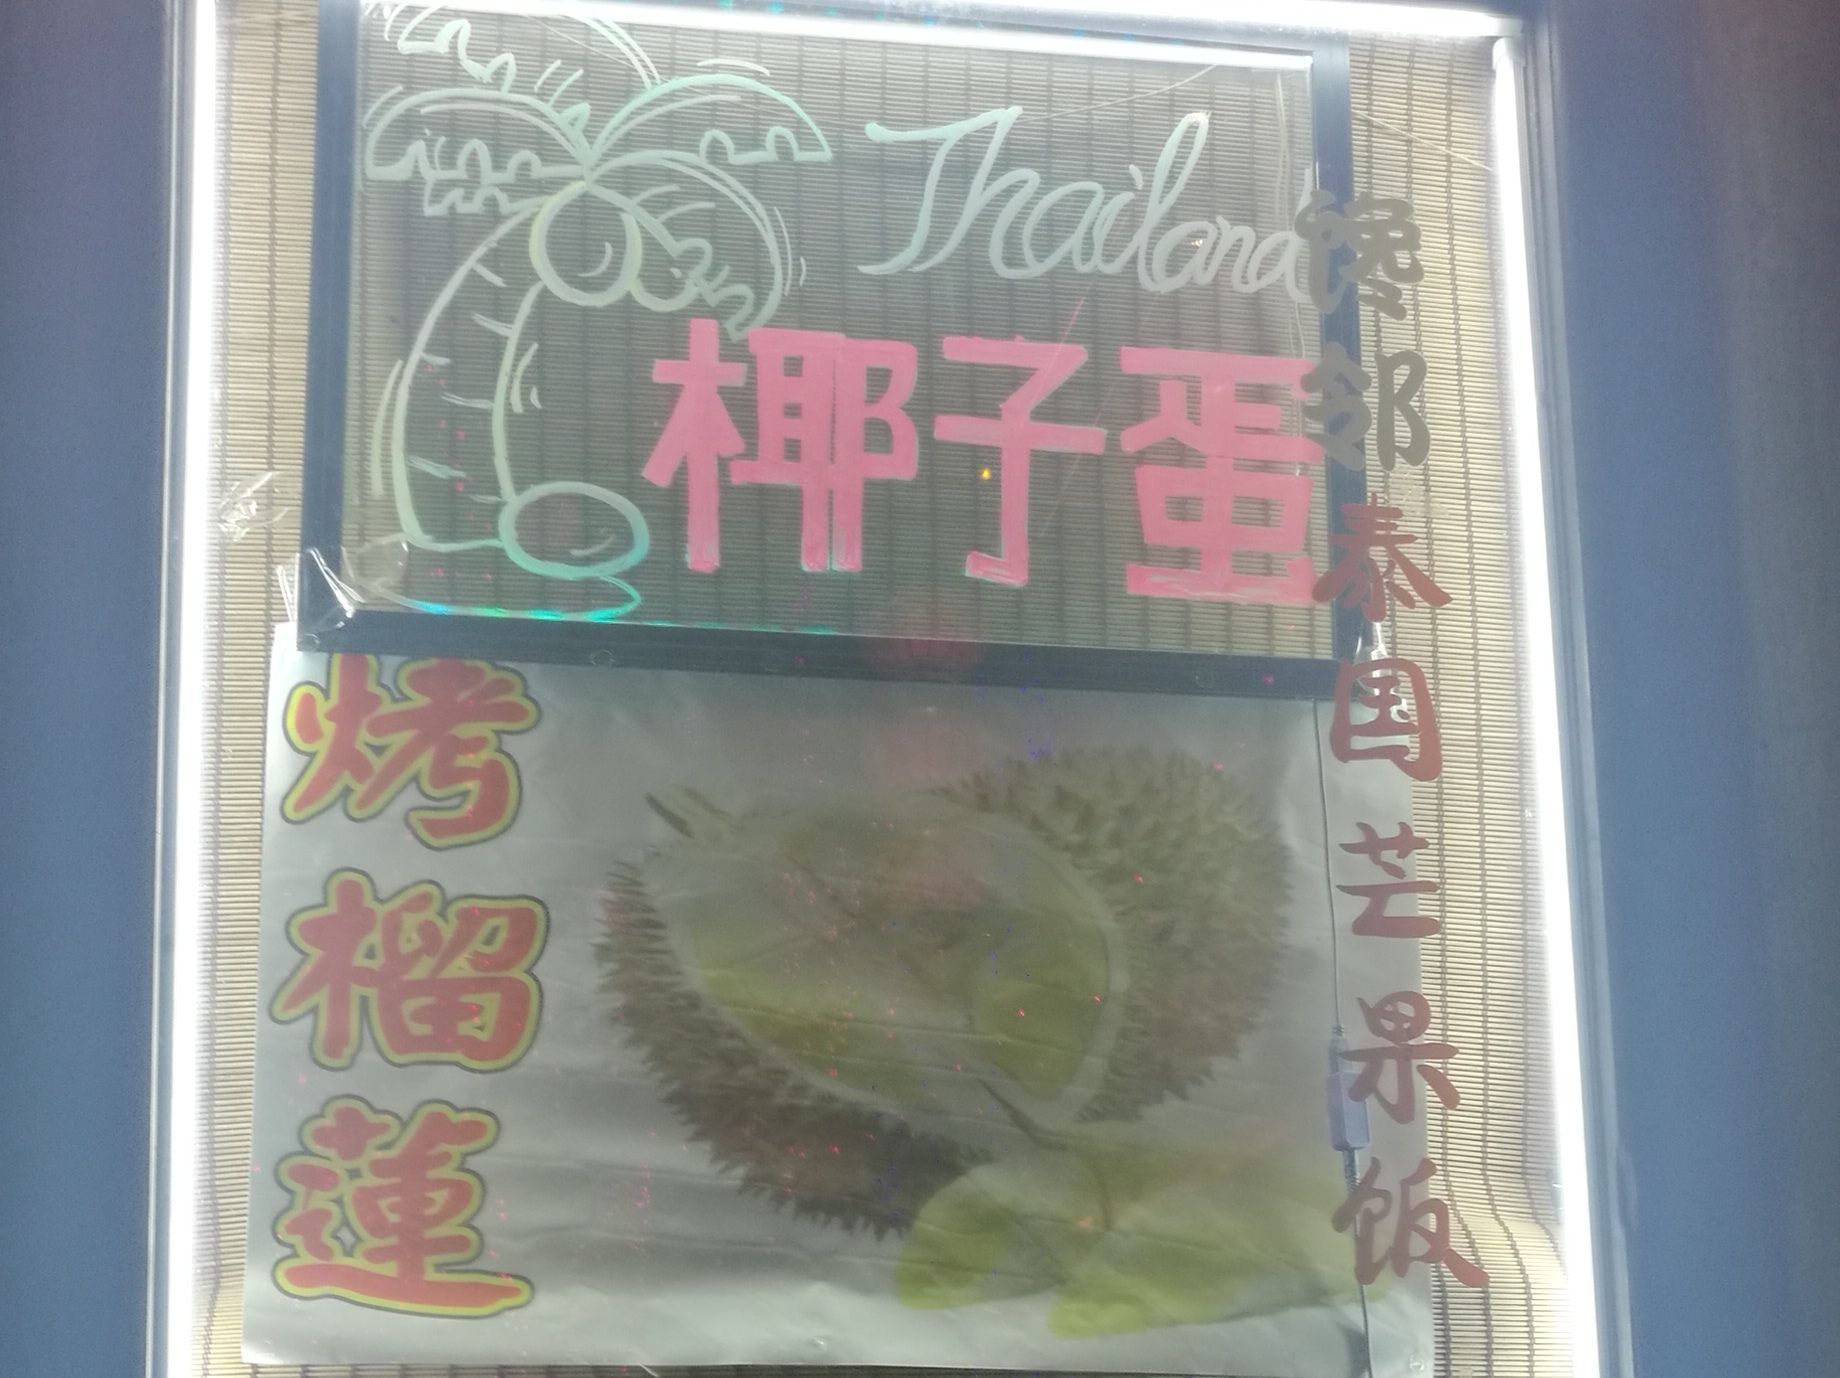 Thailand
椰子蛋
馋邻泰国芒果饭
烤榴蓮